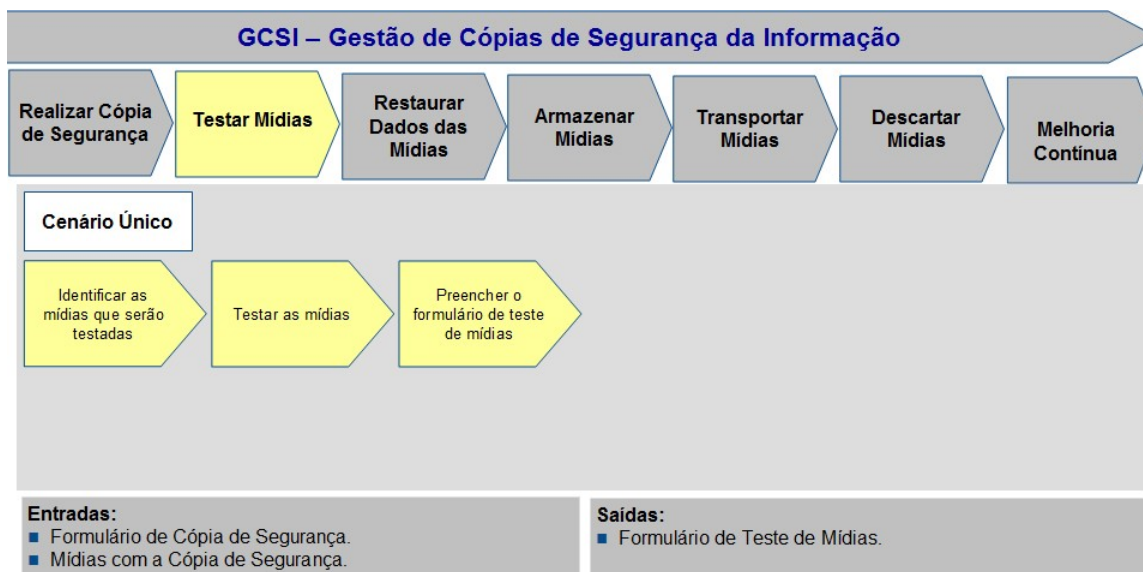 GCSI – Gestão de Cópias de Segurança da Informação
Realizar Cópia
de Segurança
Testar Mídias
Restaurar
Dados das
Mídias
Armazenar
Mídias
Transportar
Mídias
Descartar
Mídias
Melhoria
Contínua
Cenário Único
Identificar as
mídias que serão
testadas
Testar as mídias
Preencher o
formulário de teste
de mídias
Entradas:
Formulário de Cópia de Segurança.
Mídias com a Cópia de Segurança.
Saídas:
Formulário de Teste de Mídias.